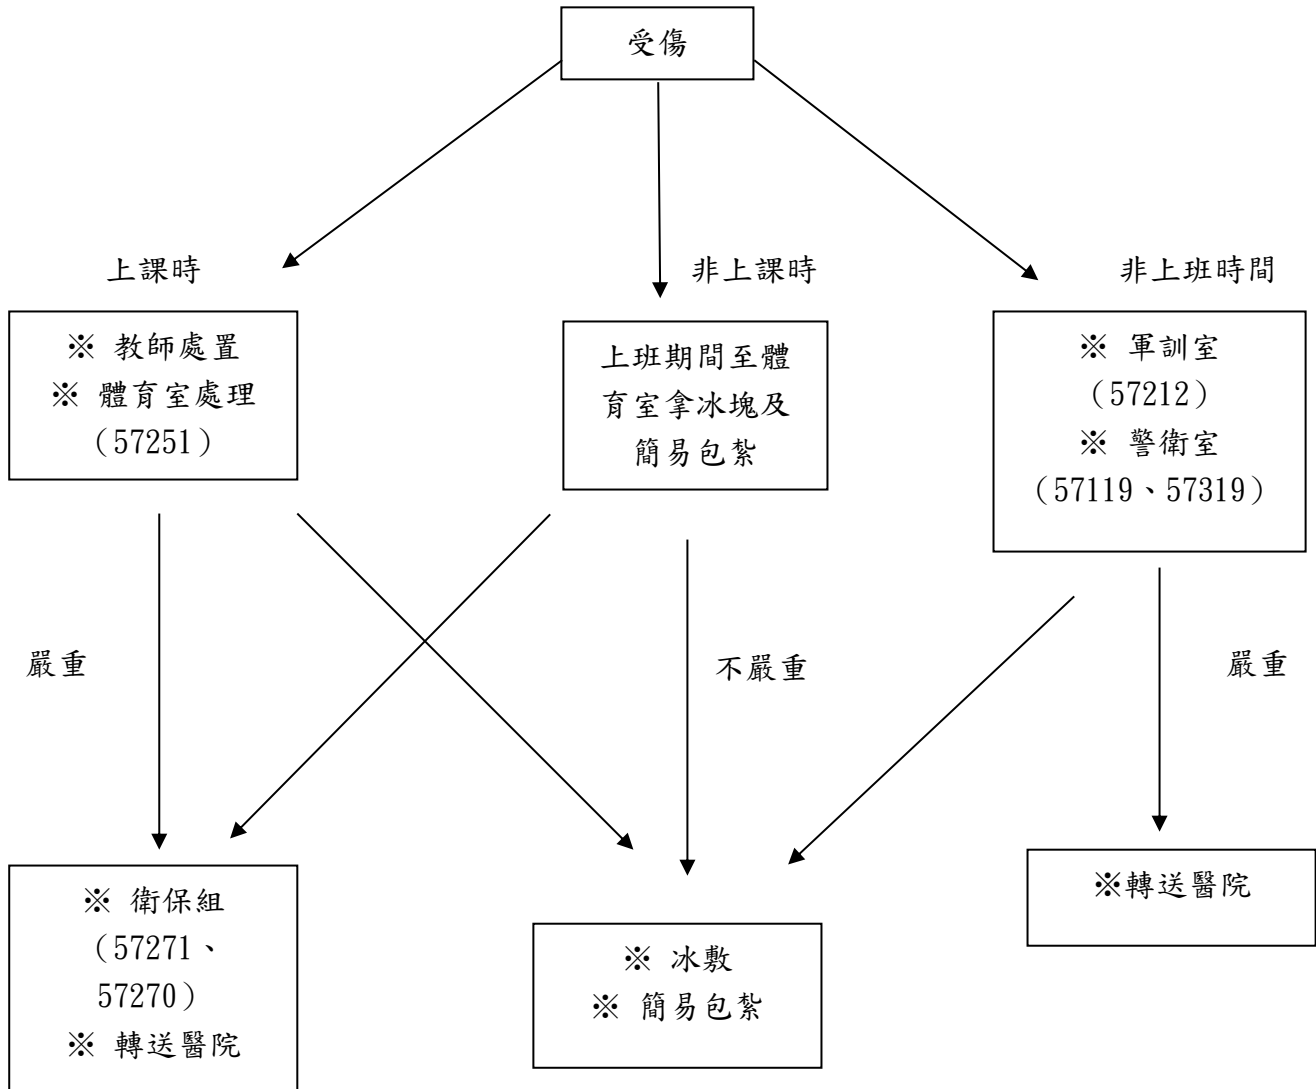 受傷
上課時
非上課時
非上班時間
※ 教師處置
※ 體育室處理
（57251）
上班期間至體
育室拿冰塊及
簡易包紮
※ 軍訓室
（57212）
※ 警衛室
（57119、57319）
嚴重
不嚴重
嚴重
※ 衛保組
（57271、
57270）
※ 轉送醫院
※ 冰敷
※ 簡易包紮
※轉送醫院